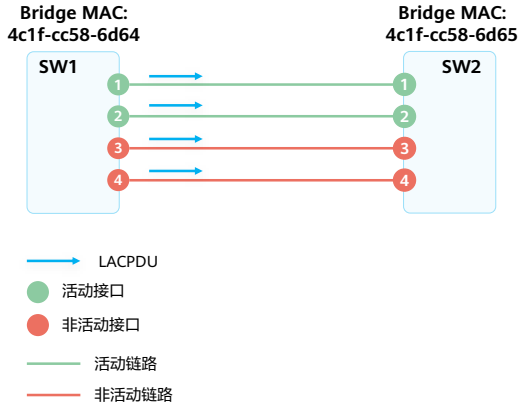 Bridge MAC:
4c1f-cc58-6d64
Bridge MAC:
4c1f-cc58-6d65
SW1
SW2
1
1
2
2
3
3
4
4
LACPDU
活动接口
非活动接口
活动链路
非活动链路